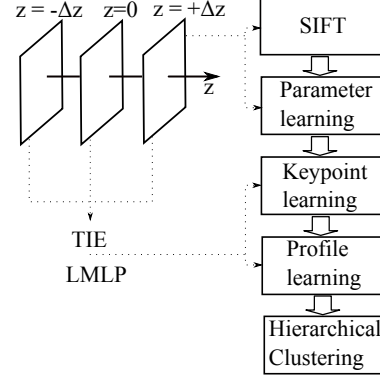 z = -Δz z=0 z = +Δz
z
TIE
LMLP
SIFT
Parameter
learning
Keypoint
learning
Profile
learning
Hierarchical
Clustering